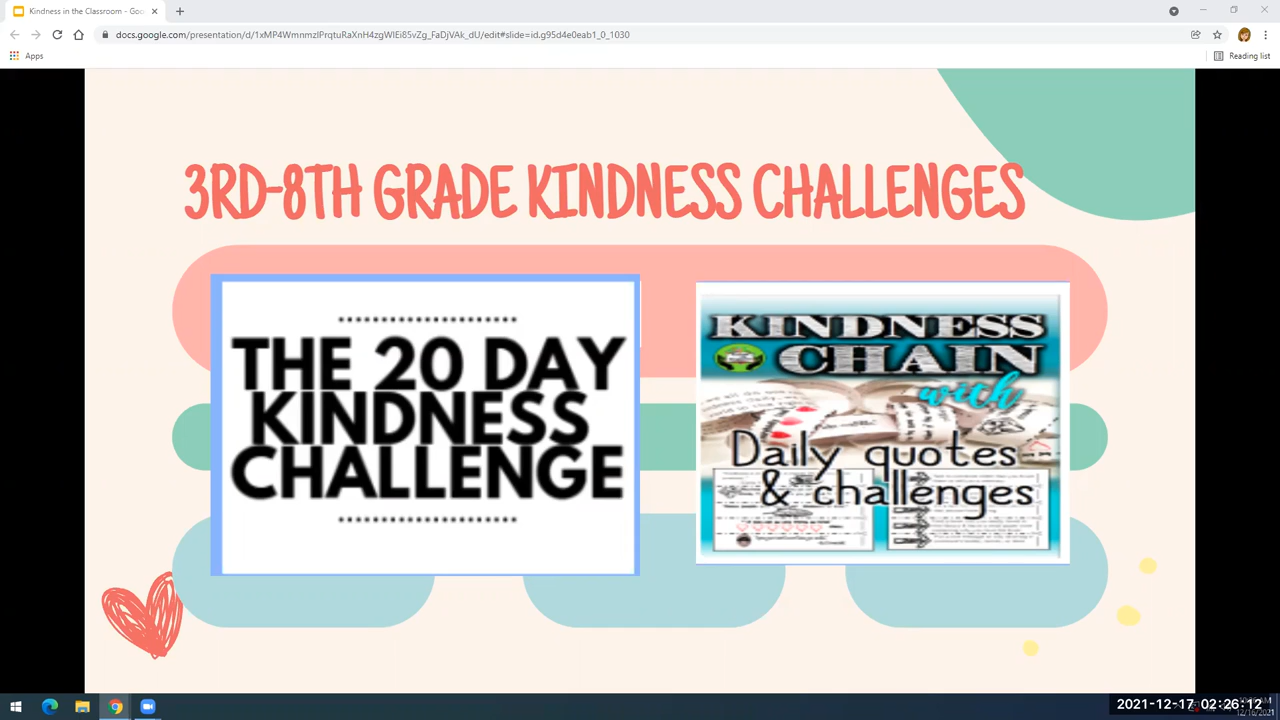 Kindness in the Classroom - Goo
docs.google.com/presentation/d/1xMP4WmnmzlPrqtuRaXnH4zgWIEi85vZg_FaDjVAk_dU/edit#slide=id.g95d4e0eab1_0_1030
Apps
Reading list
3RD-8TH GRADE KINDNESS CHALLENGES
THE 20 DAY
KINDNESS
CHALLENGE
KINDNESS
CHAIN
with
Daily quotes
& challenges
2021-12-17 02:26:12